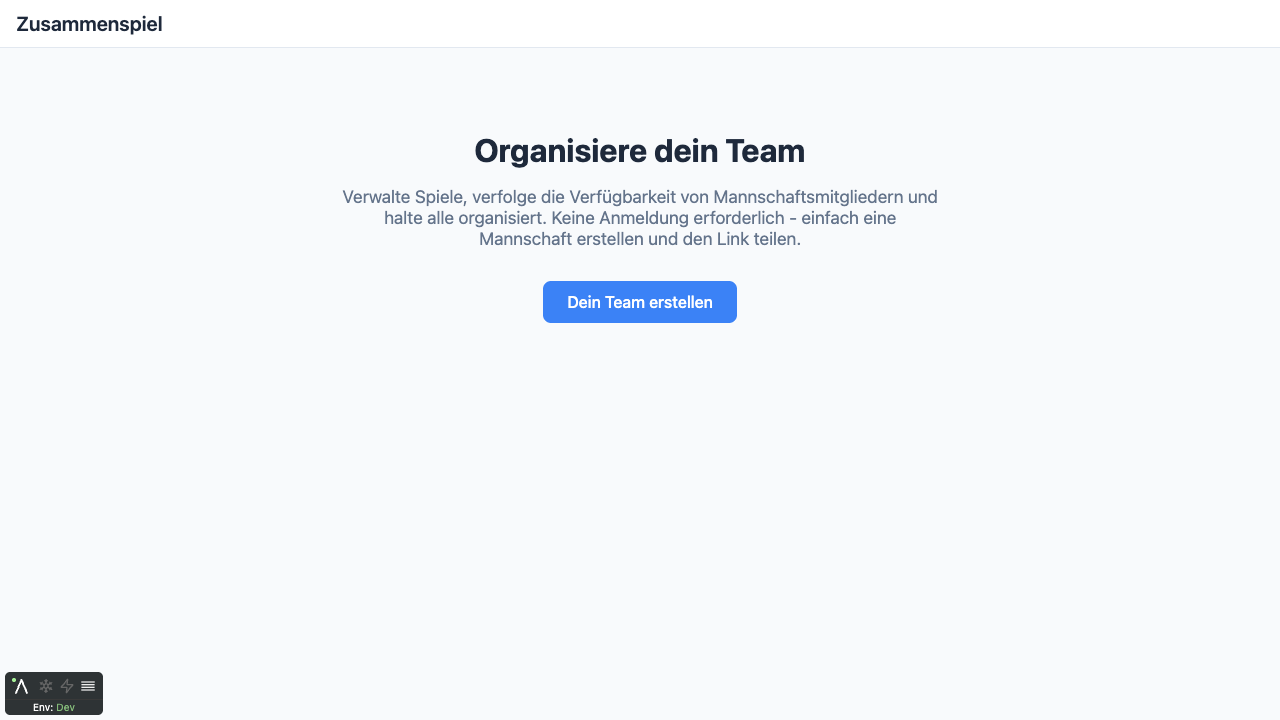 Zusammenspiel
Organisiere dein Team
Verwalte Spiele, verfolge die Verfügbarkeit von Mannschaftsmitgliedern und
halte alle organisiert. Keine Anmeldung erforderlich - einfach eine
Mannschaft erstellen und den Link teilen.
Dein Team erstellen
Env: Dev